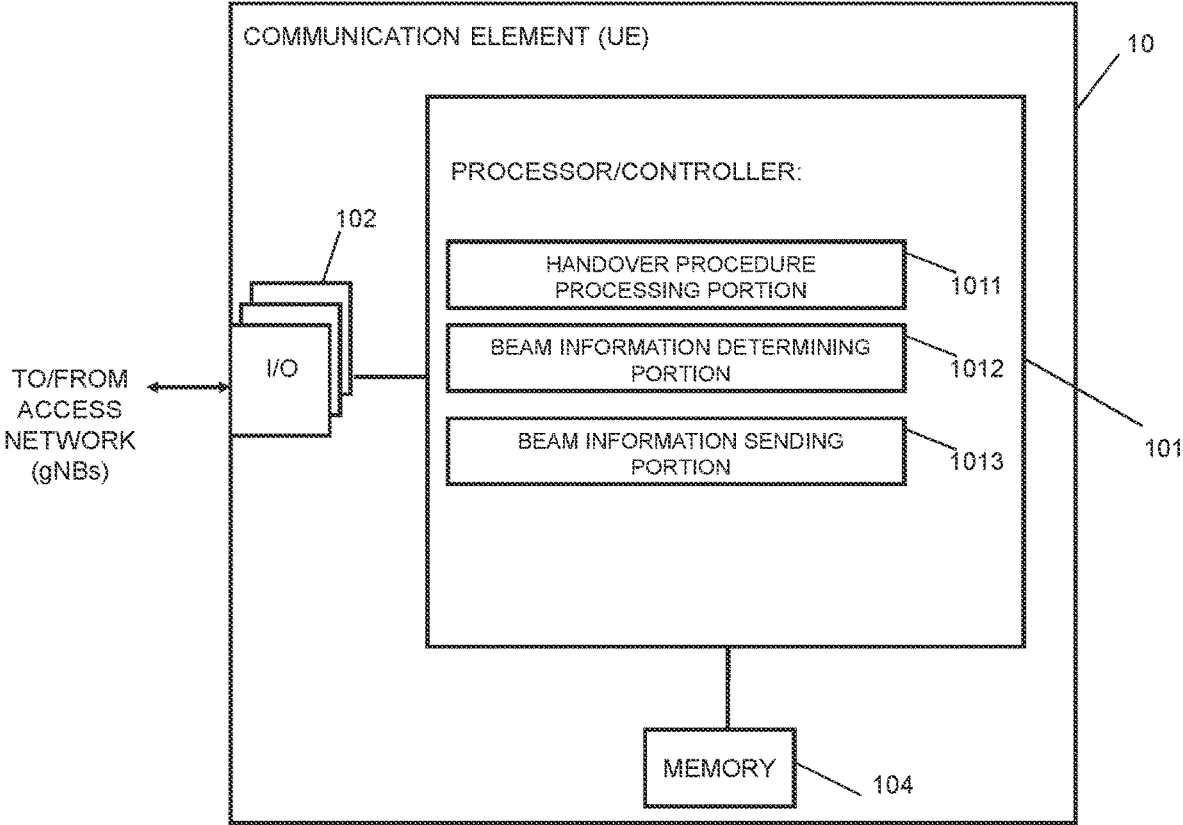 COMMUNICATION ELEMENT (UE)
10
PROCESSOR/CONTROLLER:
102
HANDOVER PROCEDURE
PROCESSING PORTION
1011
I/O
BEAM INFORMATION DETERMINING
PORTION
1012
TO/FROM
ACCESS
NETWORK
(gNBs)
BEAM INFORMATION SENDING
PORTION
1013
101
MEMORY
104